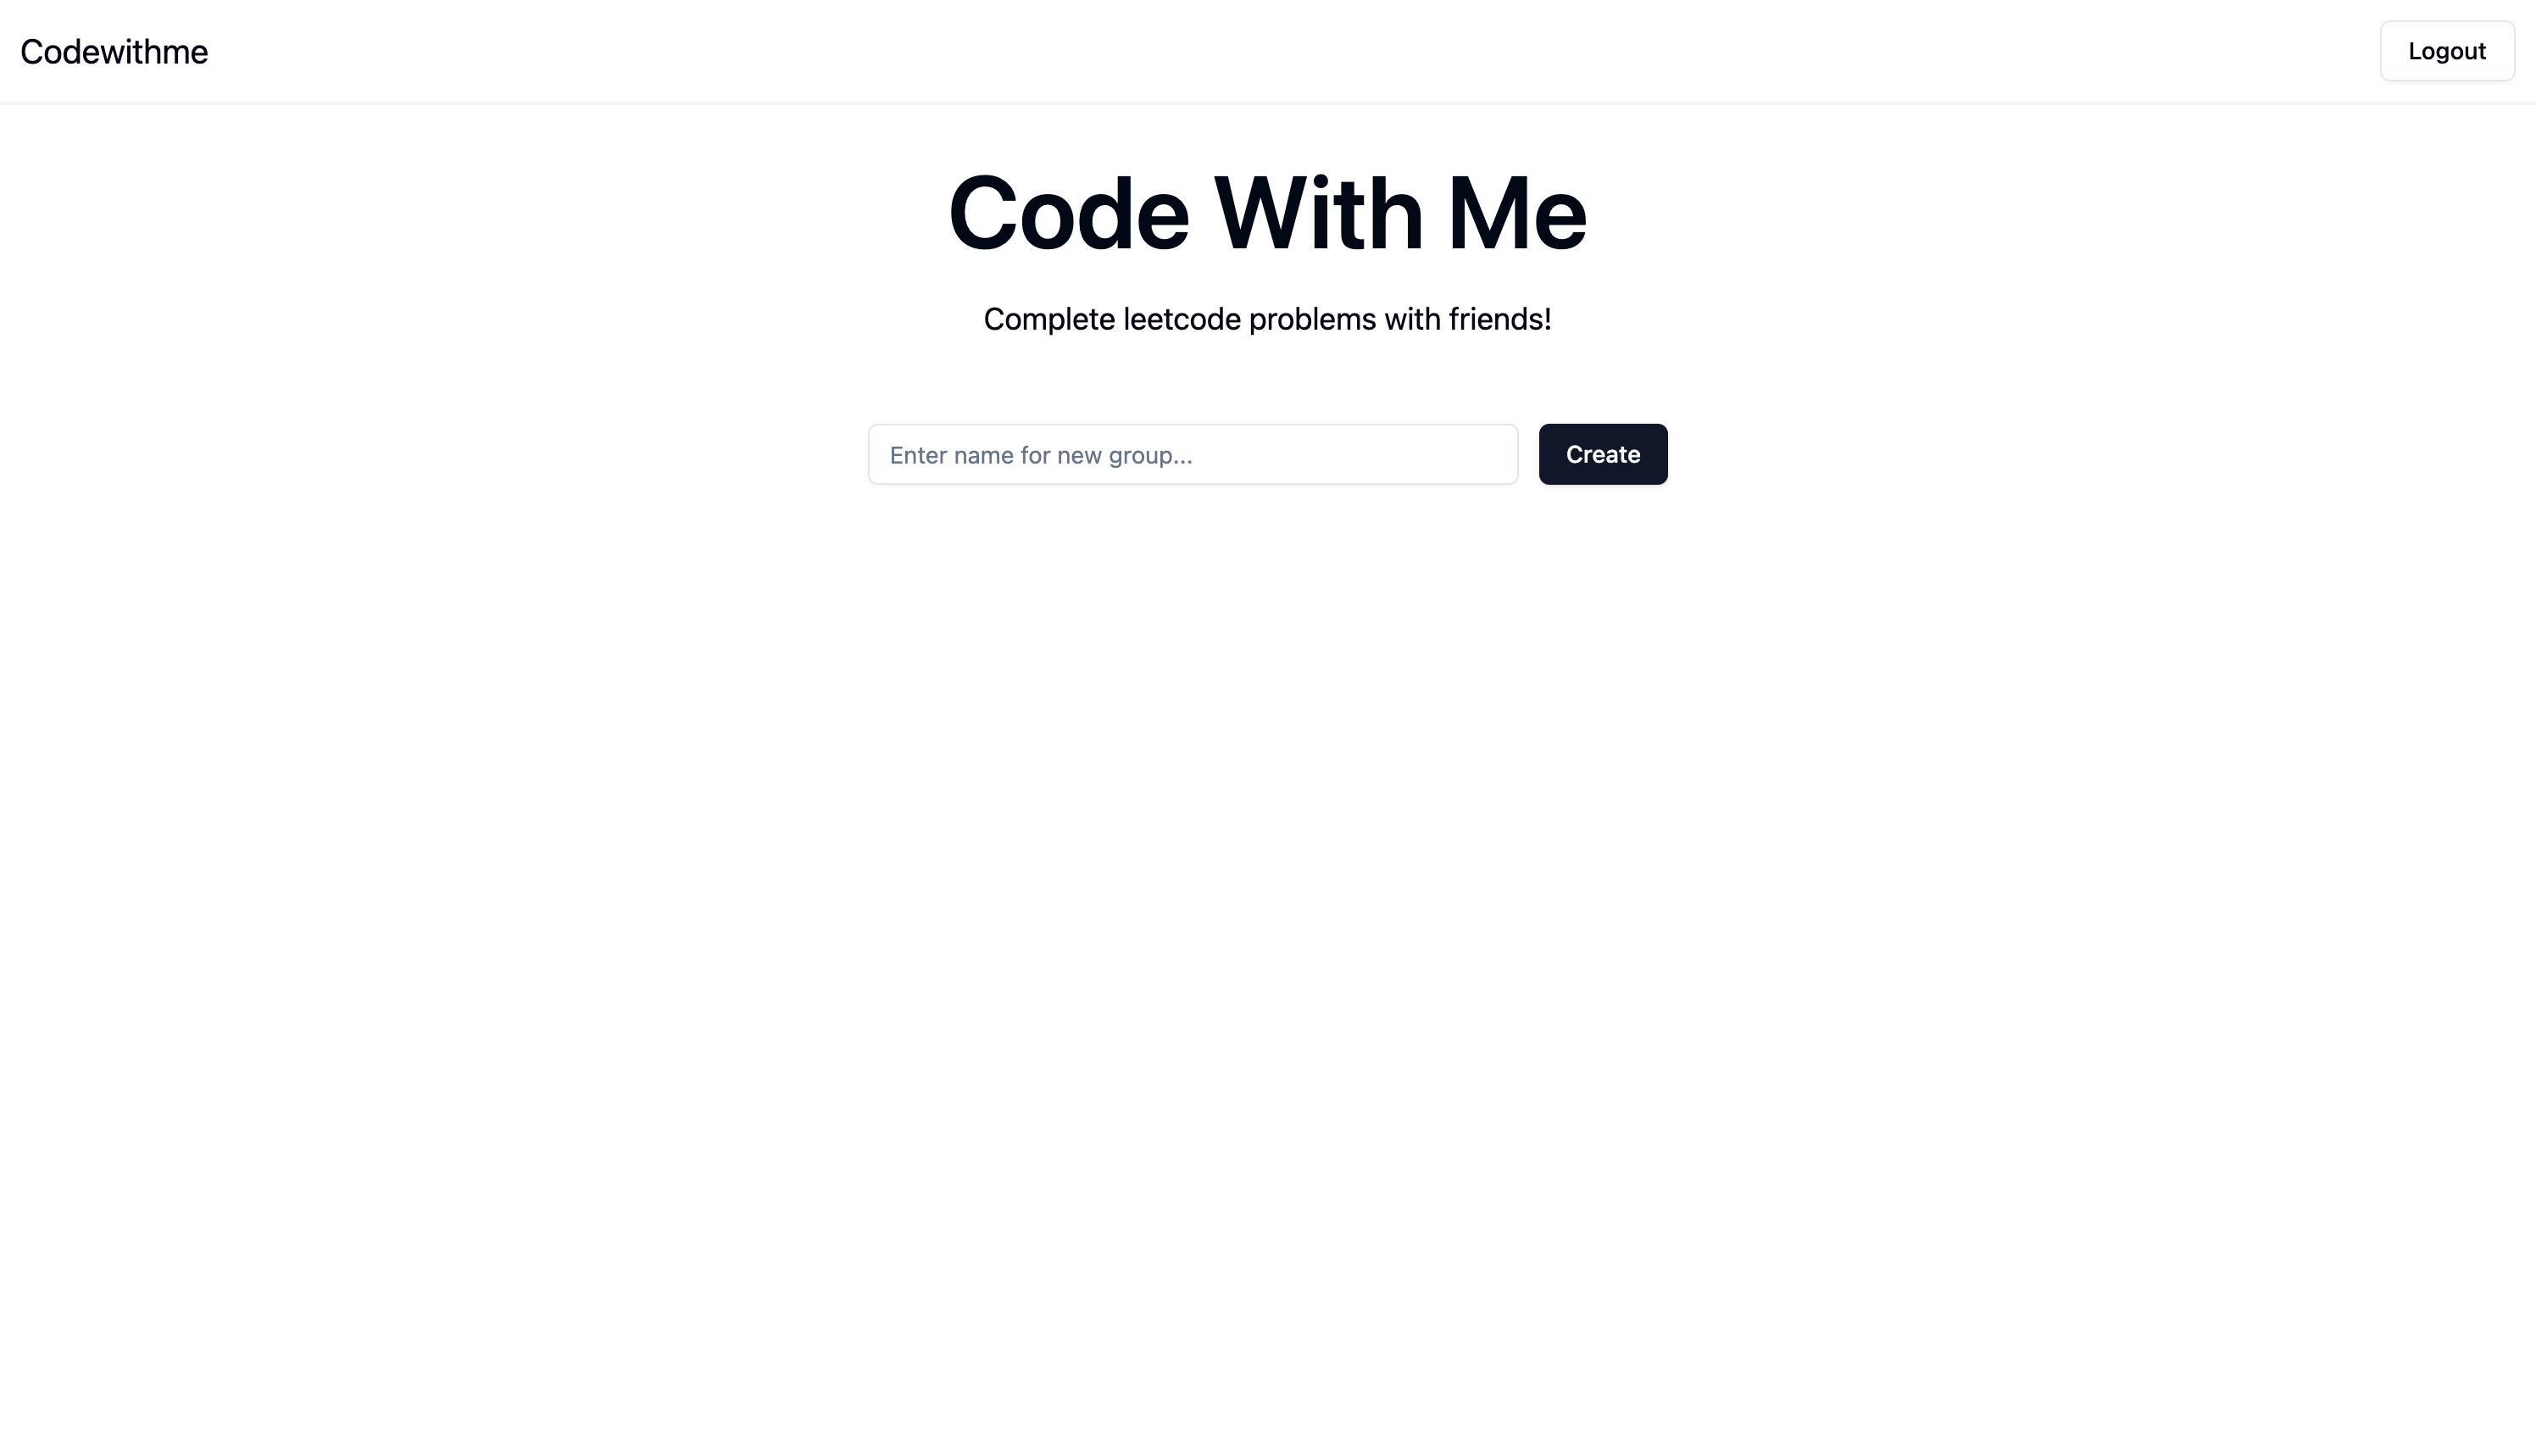 Codewithme
Logout
Code With Me
Complete leetcode problems with friends!
Enter name for new group...
Create